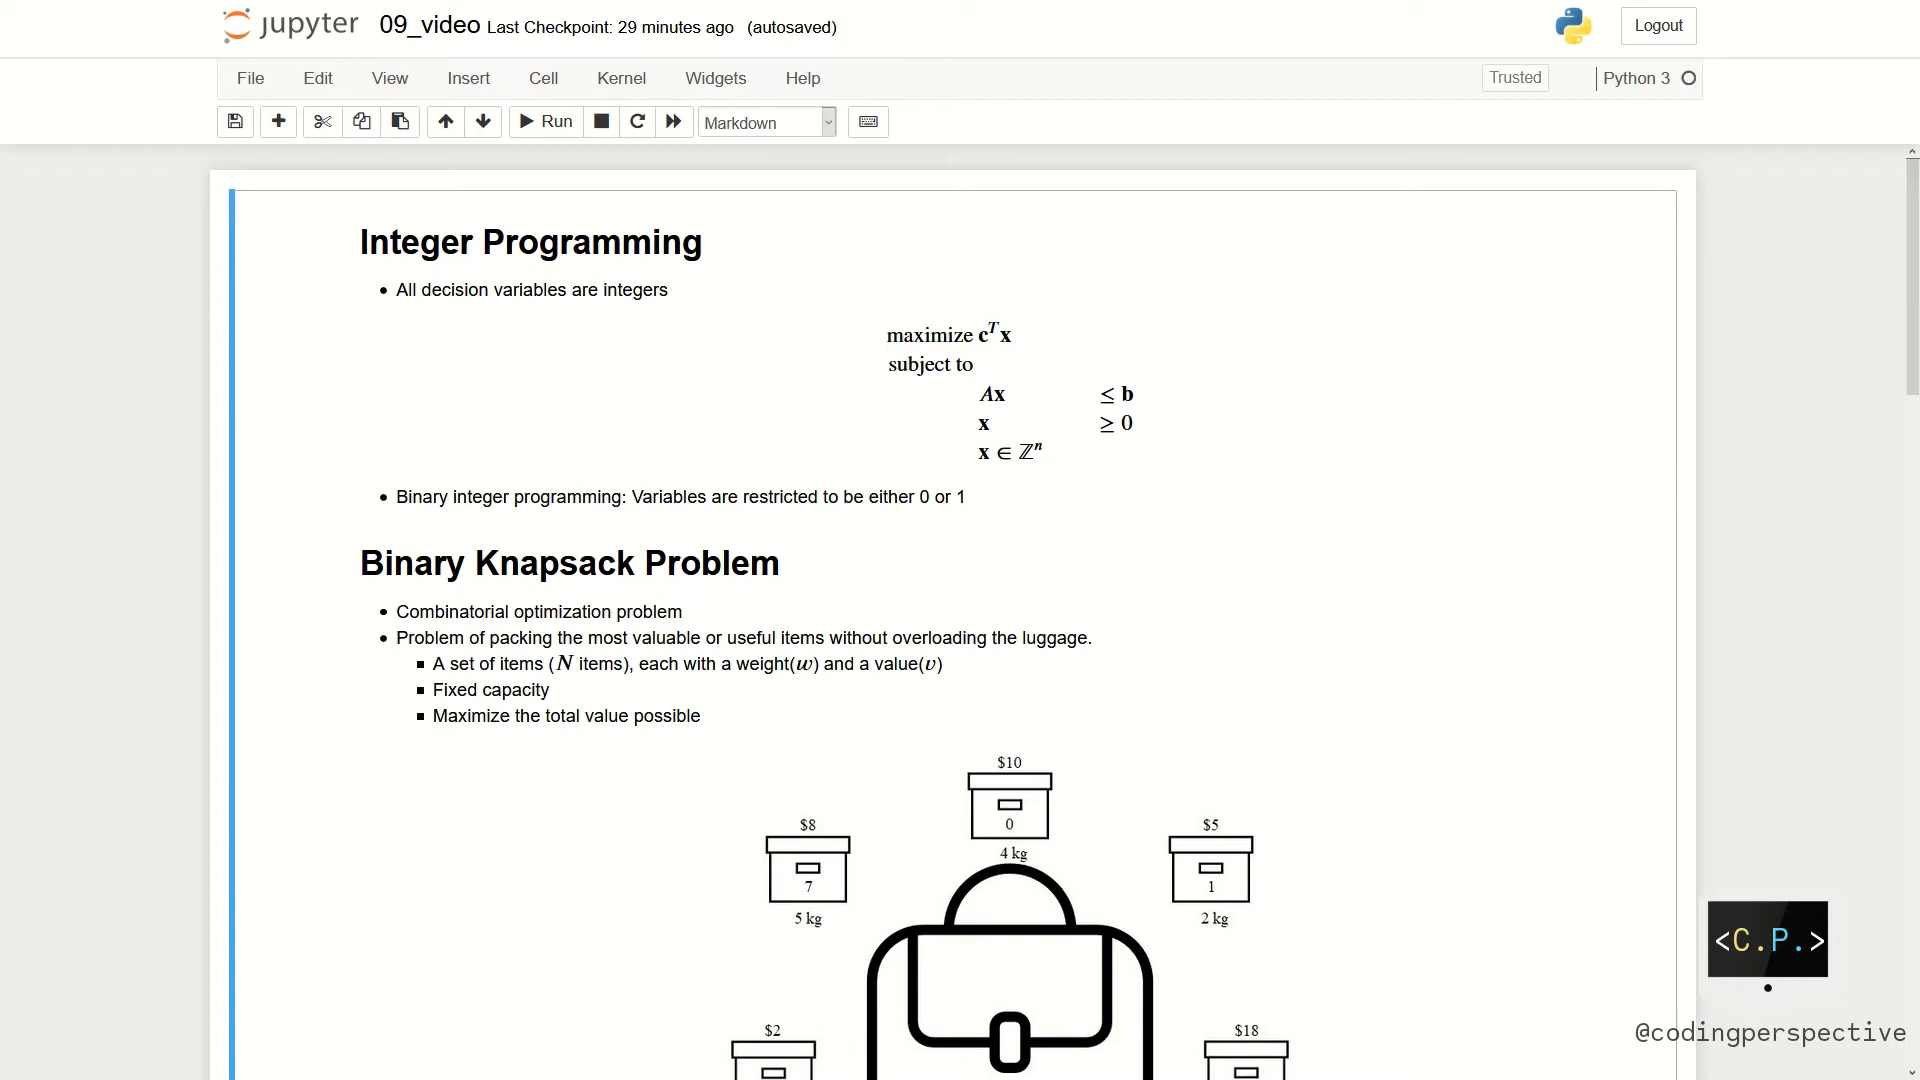 jupyter 09_video Last Checkpoint: 29 minutes ago (autosaved) Logout
File Edit View Insert Cell Kernel Widgets Help Trusted Python 3
Run Markdown
Integer Programming
All decision variables are integers
maximize c^T x
subject to
Ax ≤ b
x ≥ 0
x ∈ ℤ^n
Binary integer programming: Variables are restricted to be either 0 or 1
Binary Knapsack Problem
Combinatorial optimization problem
Problem of packing the most valuable or useful items without overloading the luggage.
A set of items (N items), each with a weight(w) and a value(v)
Fixed capacity
Maximize the total value possible
$10
0
4 kg
$8
7
5 kg
$5
1
2 kg
$2
$18
<C.P.>
@codingperspective